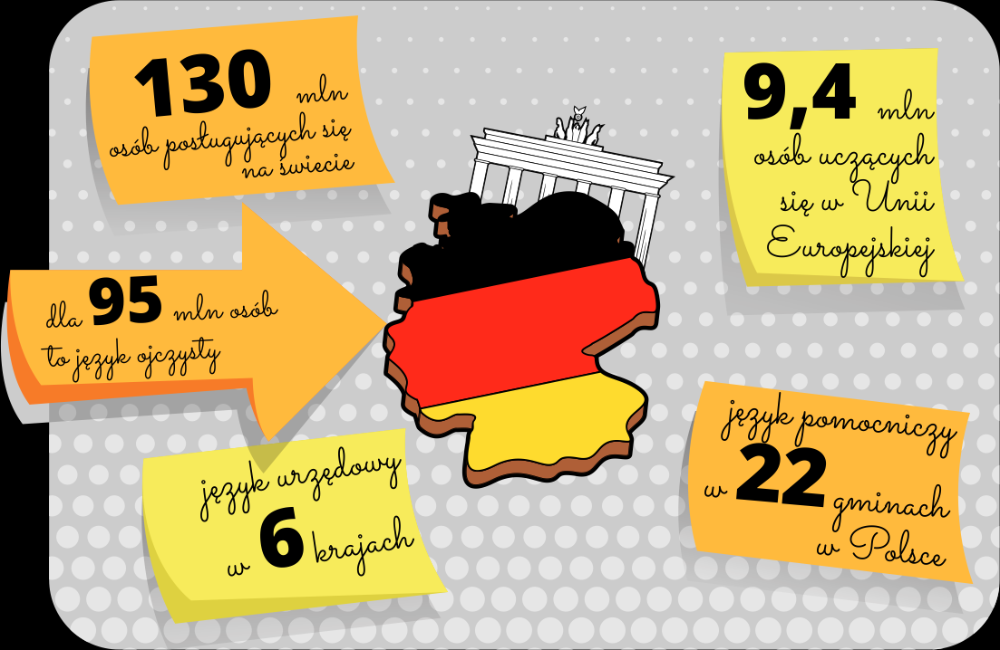 130 mln
osób posługujących się
na świecie
9,4 mln
osób uczących
się w Unii
Europejskiej
dla 95 mln osób
to język ojczysty
język urzędowy
w 6 krajach
język pomocniczy
w 22 gminach
w Polsce